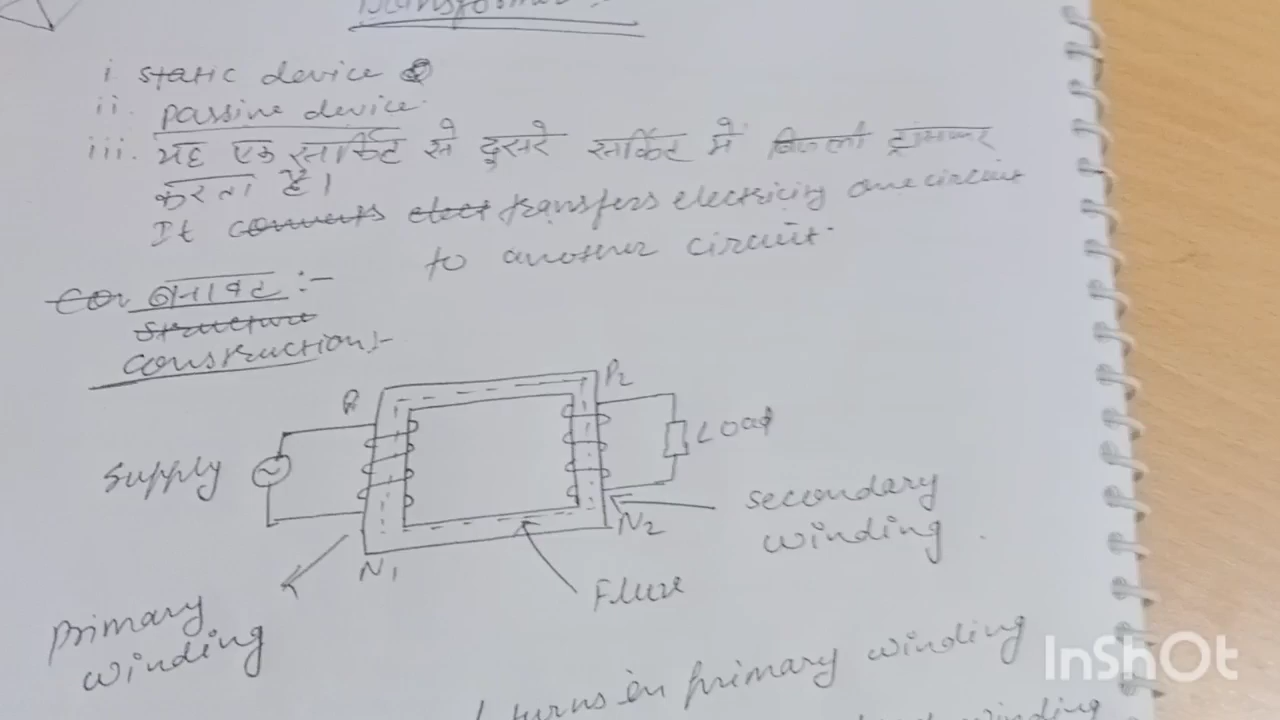 Transformer :-
i static device
ii. passive device.
iii. यह एक सर्किट से दुसरे सर्किट में बिजली ट्रांसफर
करता है।
It converts elect transfers electricity one circuit
to another circuit.
Con बनावट :-
Structure
Construction :-
P2
Supply
Load
N1
N2
secondary
winding.
Flux
primary
winding
turns in primary winding
winding
InShOt